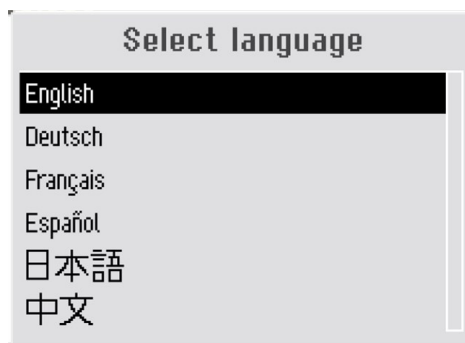 Select language
English
Deutsch
Français
Español
日本語
中文